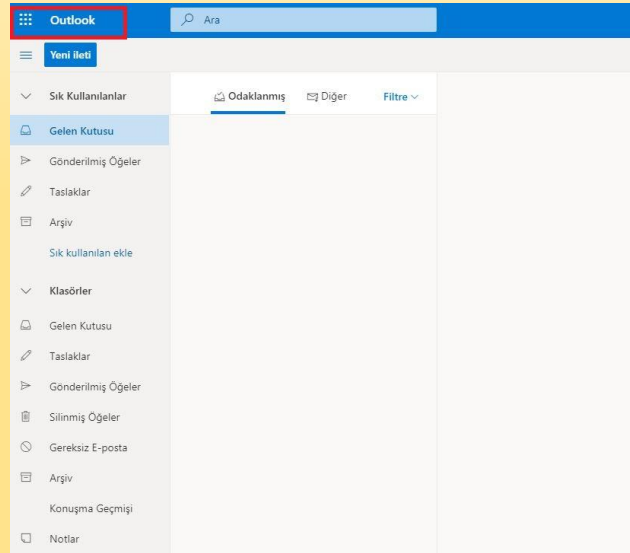 Outlook
Ara
Yeni ileti
Sık Kullanılanlar
Odaklanmış
Diğer
Filtre
Gelen Kutusu
Gönderilmiş Öğeler
Taslaklar
Arşiv
Sık kullanılan ekle
Klasörler
Gelen Kutusu
Taslaklar
Gönderilmiş Öğeler
Silinmiş Öğeler
Gereksiz E-posta
Arşiv
Konuşma Geçmişi
Notlar